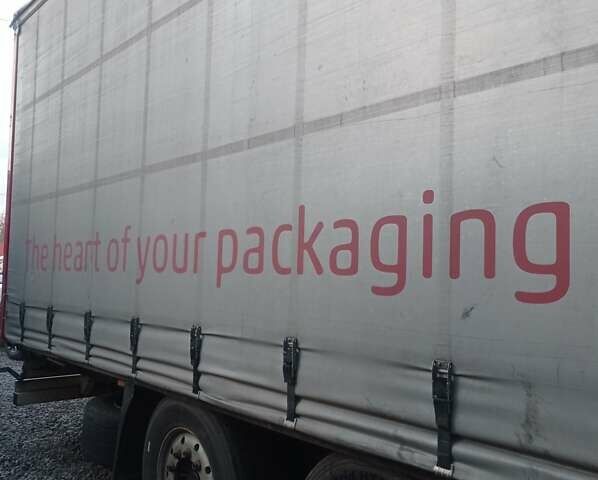 The heart of your packaging